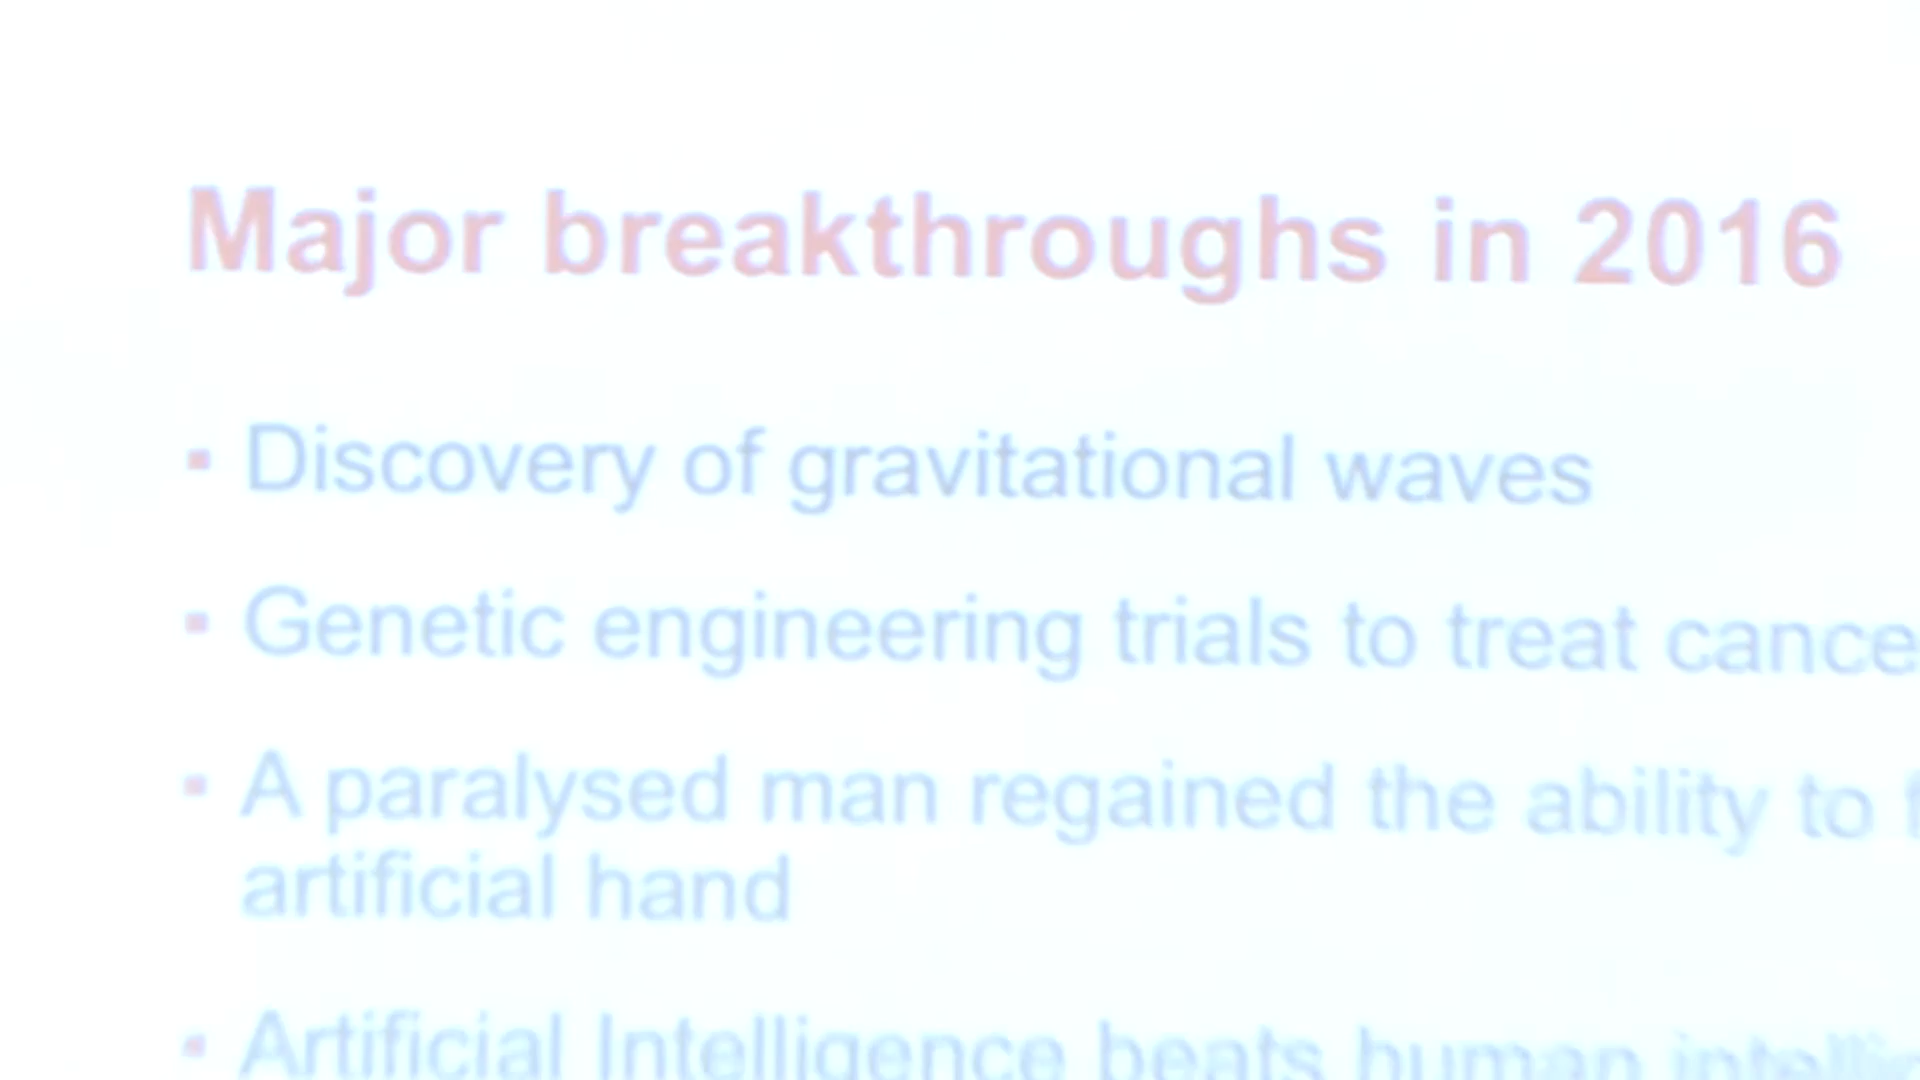 Major breakthroughs in 2016
▪ Discovery of gravitational waves
▪ Genetic engineering trials to treat
▪ A paralysed man regained the ability to
artificial hand
▪ Artificial Intelligence beats human